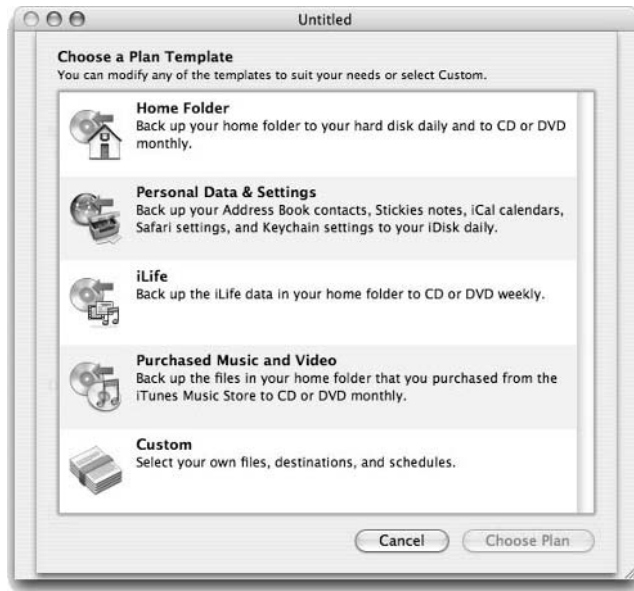 Untitled
Choose a Plan Template
You can modify any of the templates to suit your needs or select Custom.
Home Folder
Back up your home folder to your hard disk daily and to CD or DVD
monthly.
Personal Data & Settings
Back up your Address Book contacts, Stickies notes, iCal calendars,
Safari settings, and Keychain settings to your iDisk daily.
iLife
Back up the iLife data in your home folder to CD or DVD weekly.
Purchased Music and Video
Back up the files in your home folder that you purchased from the
iTunes Music Store to CD or DVD monthly.
Custom
Select your own files, destinations, and schedules.
Cancel Choose Plan